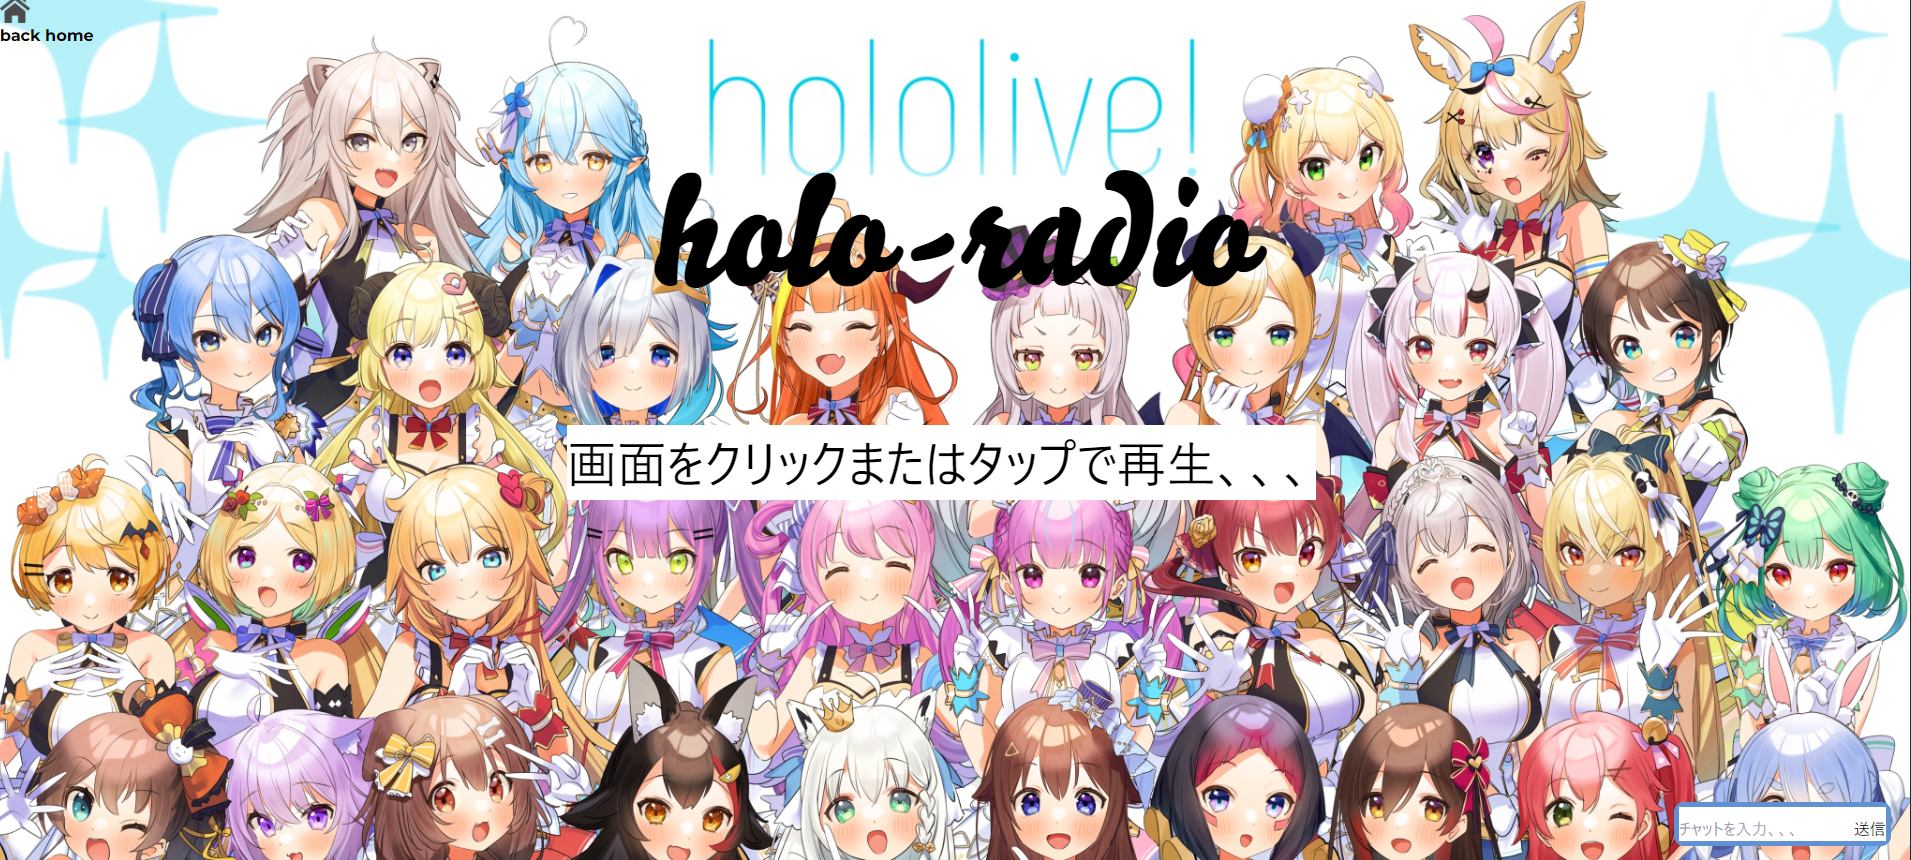 back home
hololive!
holo-radio
画面をクリックまたはタップで再生、、、
チャットを入力、、、 送信